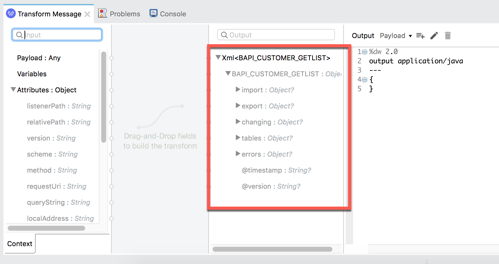 Transform Message
Problems
Console
Input
Payload : Any
Variables
Attributes : Object
listenerPath : String
relativePath : String
version : String
scheme : String
method : String
requestUri : String
queryString : String
localAddress : String
Context
Drag-and-Drop fields
to build the transform
Output
Xml<BAPI_CUSTOMER_GETLIST>
BAPI_CUSTOMER_GETLIST : Obje
import : Object?
export : Object?
changing : Object?
tables : Object?
errors : Object?
@timestamp : String?
@version : String?
Output Payload
1 %dw 2.0
2 output application/java
3 ---
4 {
5 }